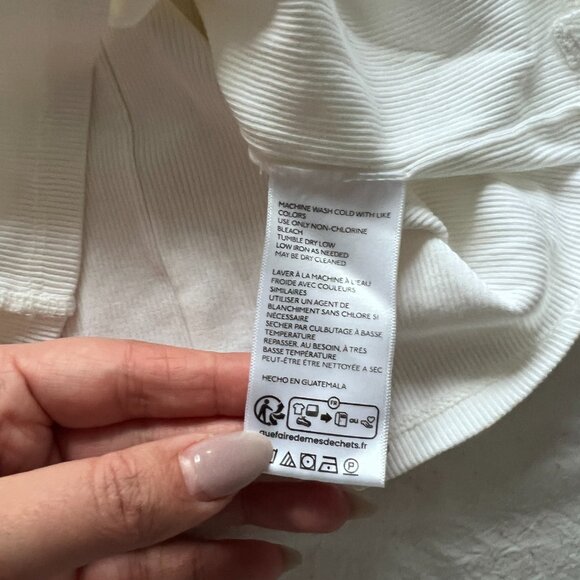 MACHINE WASH COLD WITH LIKE
COLORS
USE ONLY NON-CHLORINE
BLEACH
TUMBLE DRY LOW
LOW IRON AS NEEDED
MAY BE DRY CLEANED
LAVER À LA MACHINE À L'EAU
FROIDE AVEC COULEURS
SIMILAIRES
UTILISER UN AGENT DE
BLANCHIMENT SANS CHLORE SI
NÉCESSAIRE
SECHER PAR CULBUTAGE À BASSE
TEMPERATURE
REPASSER, AU BESOIN, À TRÈS
BASSE TEMPÉRATURE
PEUT-ÊTRE ÊTRE NETTOYÉE A SEC
HECHO EN GUATEMALA
FR
OU
quefairedemesdechets.fr
P